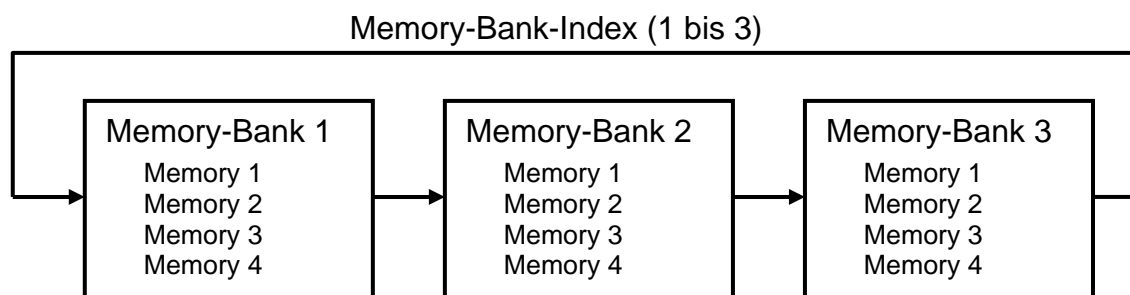 Memory-Bank-Index (1 bis 3)
Memory-Bank 1
Memory 1
Memory 2
Memory 3
Memory 4
Memory-Bank 2
Memory 1
Memory 2
Memory 3
Memory 4
Memory-Bank 3
Memory 1
Memory 2
Memory 3
Memory 4